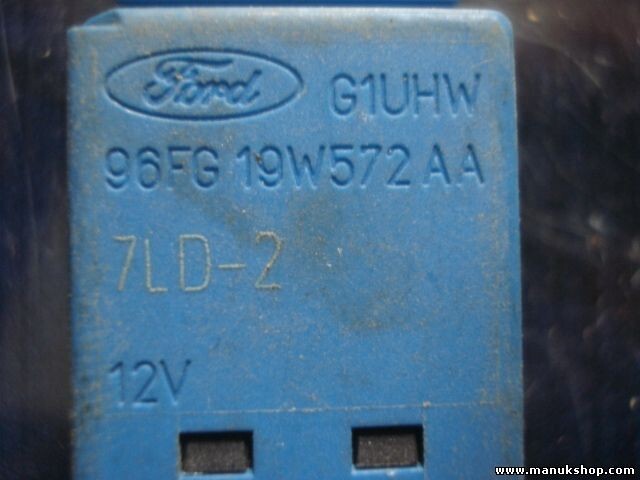 Ford G1UHW
96FG 19W572 AA
7LD-2
12V
www.manukshop.com